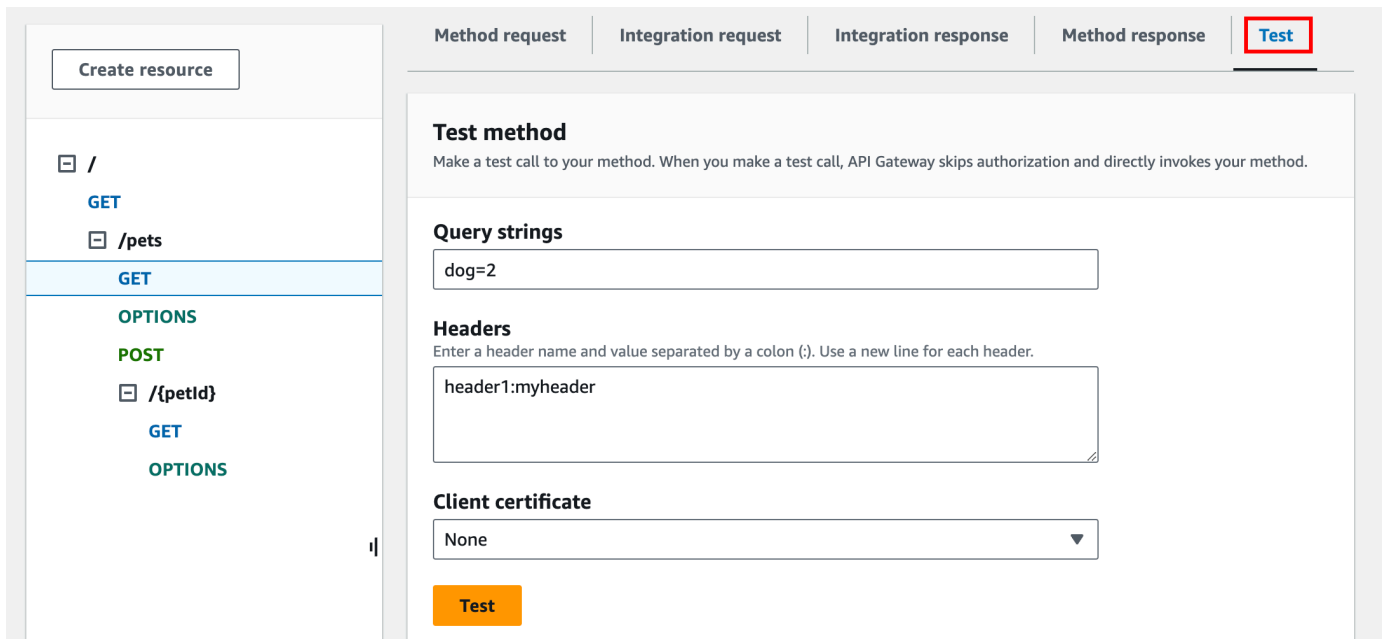 Method request
Integration request
Integration response
Method response
Test
Create resource
/
GET
/pets
GET
OPTIONS
POST
/{petId}
GET
OPTIONS
Test method
Make a test call to your method. When you make a test call, API Gateway skips authorization and directly invokes your method.
Query strings
dog=2
Headers
Enter a header name and value separated by a colon (:). Use a new line for each header.
header1:myheader
Client certificate
None
Test